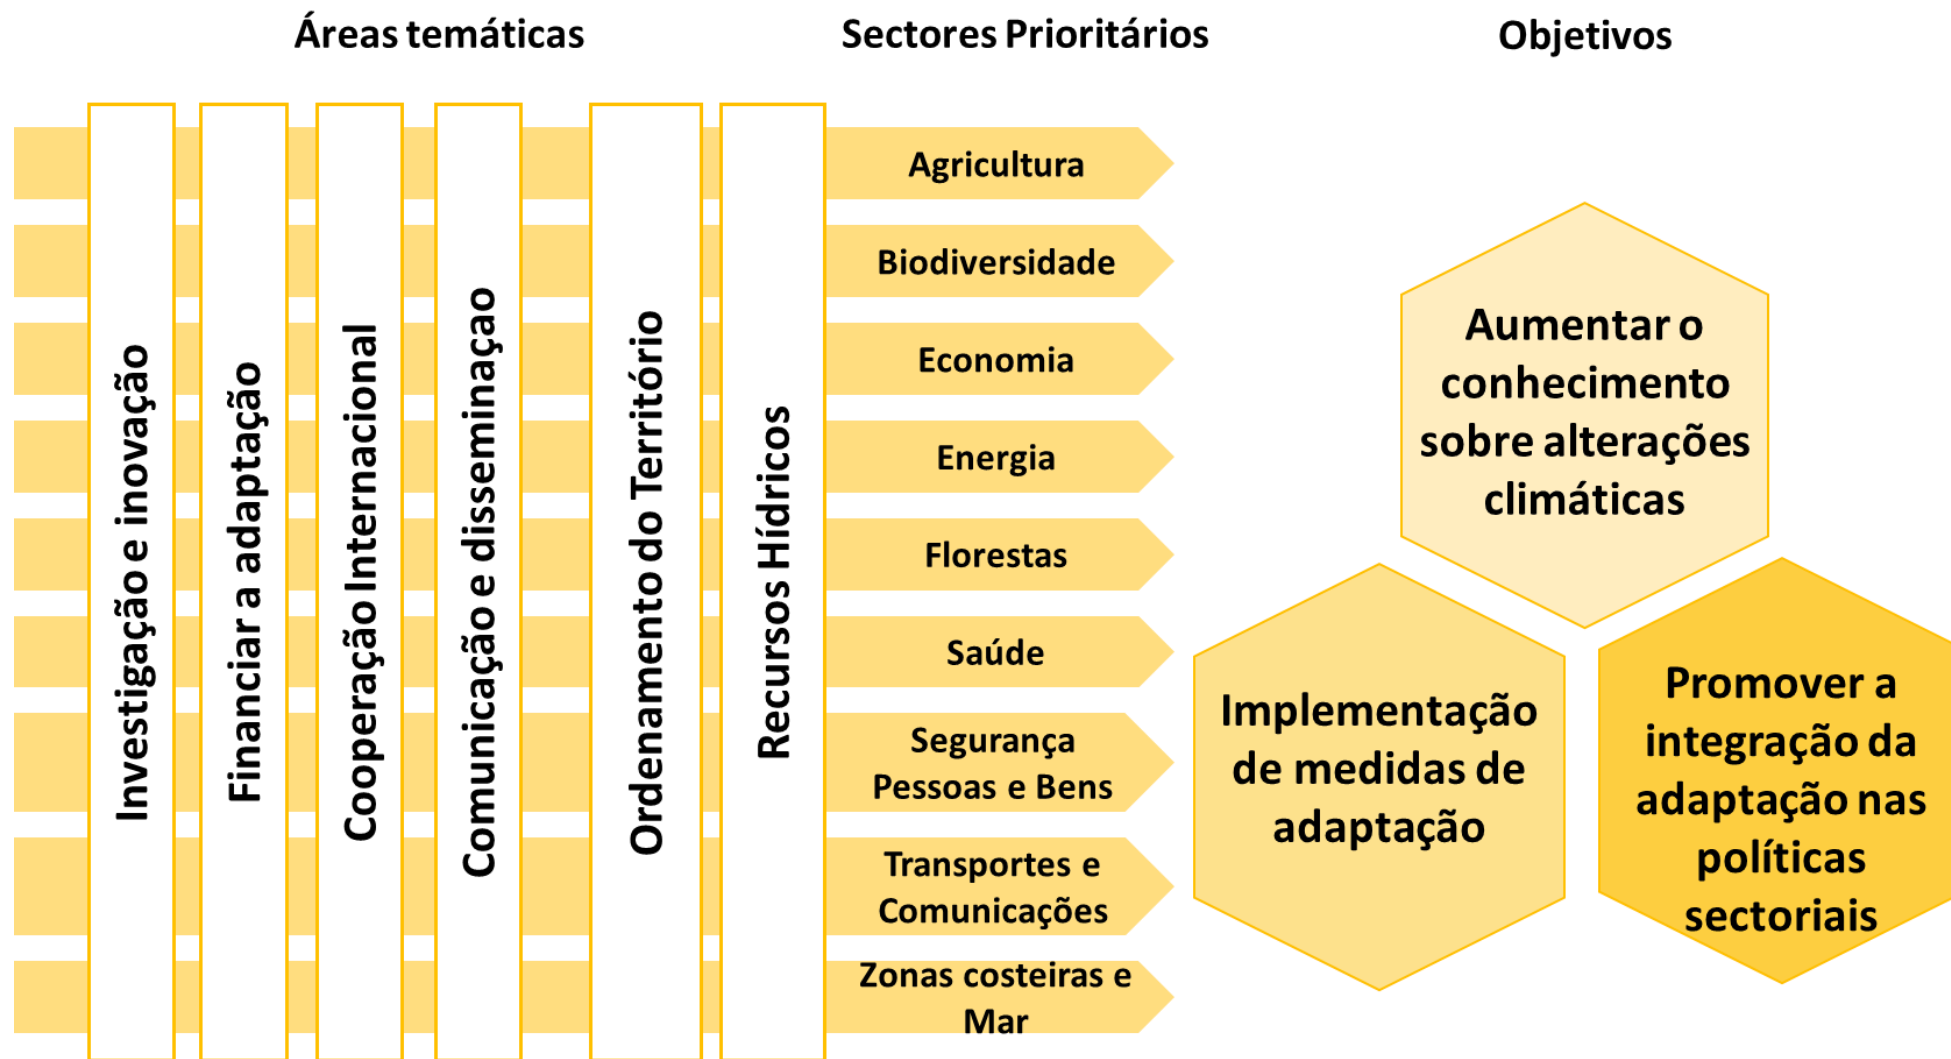 Áreas temáticas
Sectores Prioritários
Objetivos
Investigação e inovação
Financiar a adaptação
Cooperação Internacional
Comunicação e disseminaçao
Ordenamento do Território
Recursos Hídricos
Agricultura
Biodiversidade
Economia
Energia
Florestas
Saúde
Segurança
Pessoas e Bens
Transportes e
Comunicações
Zonas costeiras e
Mar
Aumentar o
conhecimento
sobre alterações
climáticas
Implementação
de medidas de
adaptação
Promover a
integração da
adaptação nas
políticas
sectoriais